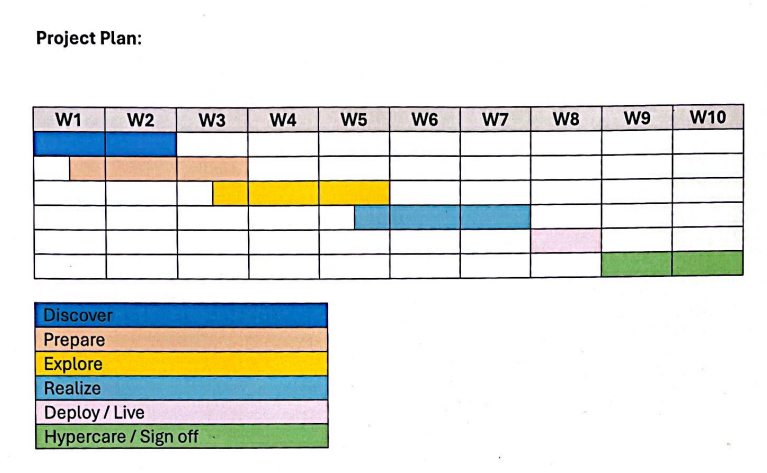 Project Plan:
W1 W2 W3 W4 W5 W6 W7 W8 W9 W10
Discover
Prepare
Explore
Realize
Deploy / Live
Hypercare / Sign off